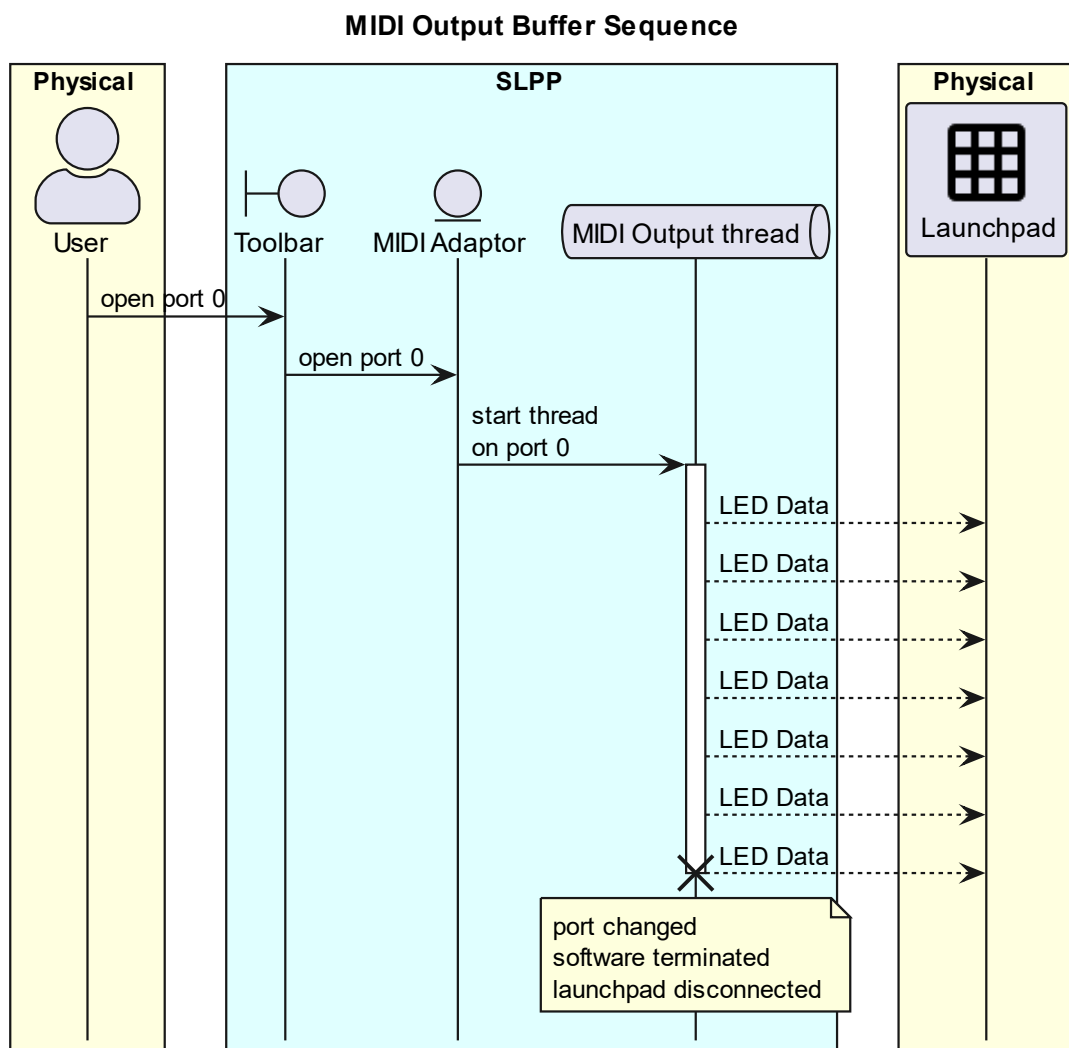 MIDI Output Buffer Sequence
Physical
SLPP
Physical
User
Toolbar
MIDI Adaptor
MIDI Output thread
Launchpad
open port 0
open port 0
start thread
on port 0
LED Data
LED Data
LED Data
LED Data
LED Data
LED Data
LED Data
port changed
software terminated
launchpad disconnected